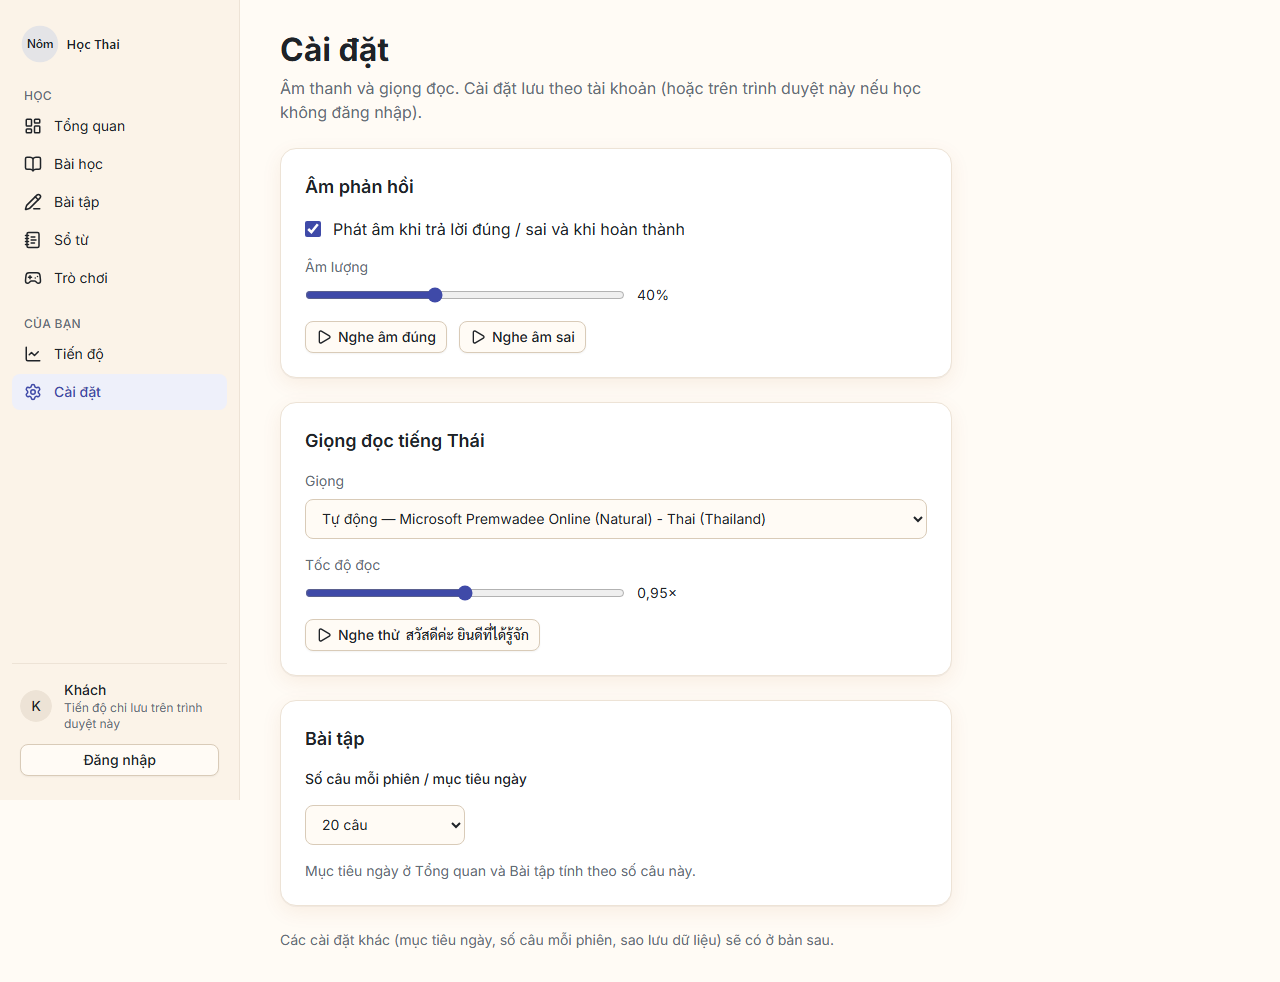 Nôm
Học Thai
HỌC
Tổng quan
Bài học
Bài tập
Sổ từ
Trò chơi
CỦA BẠN
Tiến độ
Cài đặt
Khách
K
Tiến độ chỉ lưu trên trình
duyệt này
Đăng nhập
Cài đặt
Âm thanh và giọng đọc. Cài đặt lưu theo tài khoản (hoặc trên trình duyệt này nếu học
không đăng nhập).
Âm phản hồi
Phát âm khi trả lời đúng / sai và khi hoàn thành
Âm lượng
40%
Nghe âm đúng
Nghe âm sai
Giọng đọc tiếng Thái
Giọng
Tự động — Microsoft Premwadee Online (Natural) - Thai (Thailand)
Tốc độ đọc
0,95×
Nghe thử สวัสดีค่ะ ยินดีที่ได้รู้จัก
Bài tập
Số câu mỗi phiên / mục tiêu ngày
20 câu
Mục tiêu ngày ở Tổng quan và Bài tập tính theo số câu này.
Các cài đặt khác (mục tiêu ngày, số câu mỗi phiên, sao lưu dữ liệu) sẽ có ở bản sau.